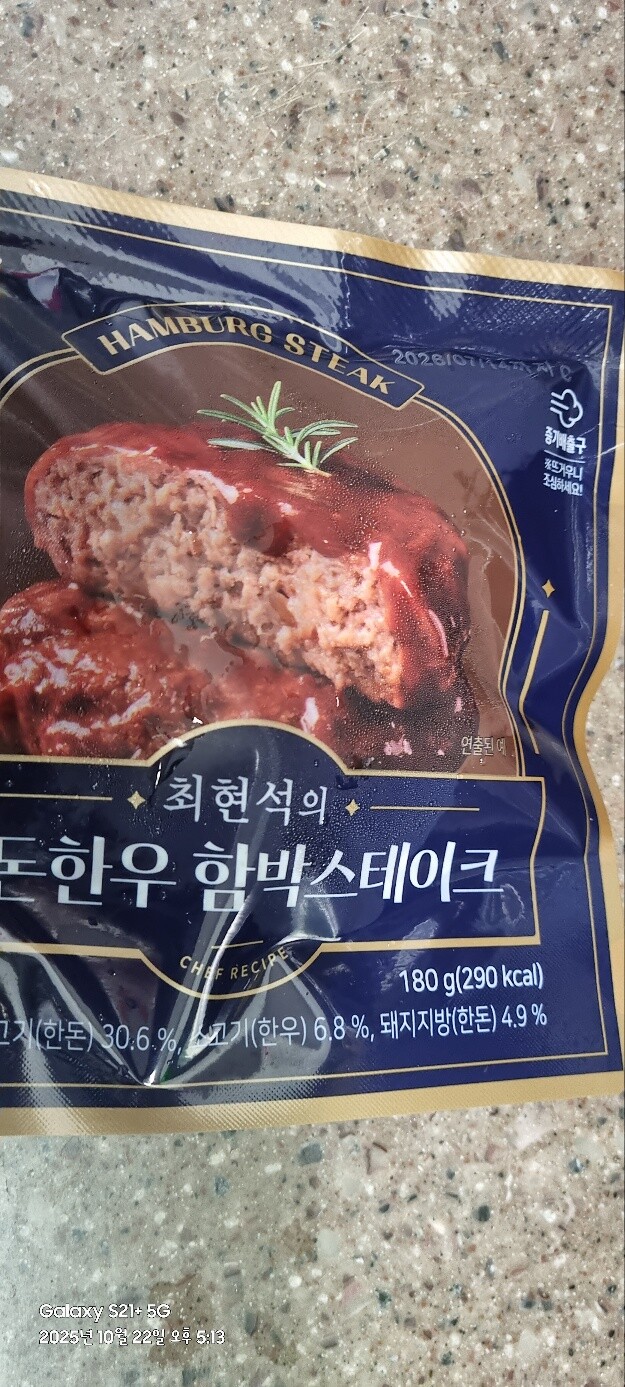 HAMBURG STEAK
증기배출구
※뜨거우니
조심하세요!
연출된 예
최현석의
돈한우 함박스테이크
CHEF RECIPE
180 g(290 kcal)
고기(한돈) 30.6 %, 소고기(한우) 6.8 %, 돼지지방(한돈) 4.9 %
Galaxy S21+ 5G
2025년 10월 22일 오후 5:13